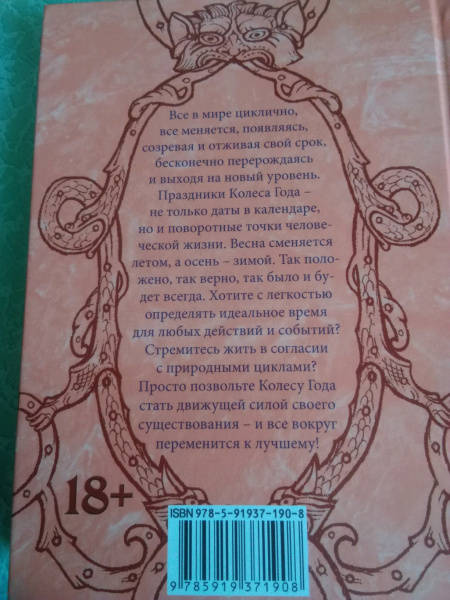 Все в мире циклично,
все меняется, появляясь,
созревая и отживая свой срок,
бесконечно перерождаясь
и выходя на новый уровень.
Праздники Колеса Года –
не только даты в календаре,
но и поворотные точки челове-
ческой жизни. Весна сменяется
летом, а осень – зимой. Так поло-
жено, так верно, так было и бу-
дет всегда. Хотите с легкостью
определять идеальное время
для любых действий и событий?
Стремитесь жить в согласии
с природными циклами?
Просто позвольте Колесу Года
стать движущей силой своего
существования – и все вокруг
переменится к лучшему!
18+
ISBN 978-5-91937-190-8
9 785919 371908